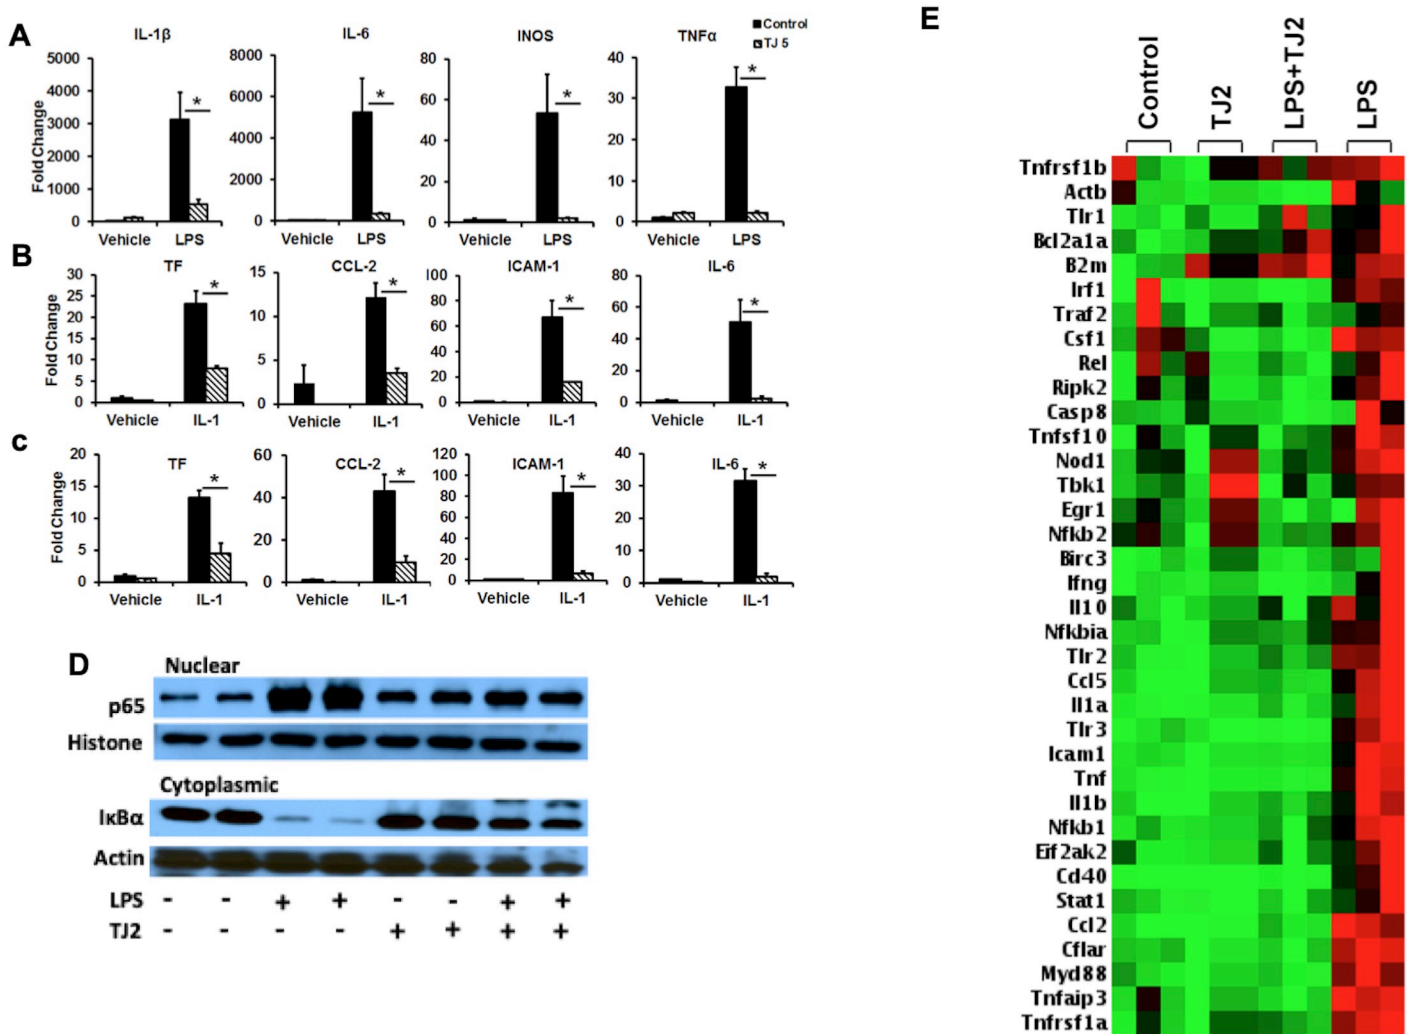 A
IL-1β
IL-6
INOS
TNFα
Control
TJ 5
Fold Change
5000
4000
3000
2000
1000
0
8000
6000
4000
2000
0
80
60
40
20
0
40
30
20
10
0
Vehicle LPS
Vehicle LPS
Vehicle LPS
Vehicle LPS
*
*
*
*
B
TF
CCL-2
ICAM-1
IL-6
Fold Change
30
25
20
15
10
5
0
15
10
5
0
100
80
60
40
20
0
80
60
40
20
0
Vehicle IL-1
Vehicle IL-1
Vehicle IL-1
Vehicle IL-1
*
*
*
*
C
TF
CCL-2
ICAM-1
IL-6
Fold Change
20
15
10
5
0
60
40
20
0
120
100
80
60
40
20
0
40
30
20
10
0
Vehicle IL-1
Vehicle IL-1
Vehicle IL-1
Vehicle IL-1
*
*
*
*
D
Nuclear
p65
Histone
Cytoplasmic
IκBα
Actin
LPS - - + + - - + +
TJ2 - - - - + + + +
E
Control
TJ2
LPS+TJ2
LPS
Tnfrsf1b
Actb
Tlr1
Bcl2a1a
B2m
Irf1
Traf2
Csf1
Rel
Ripk2
Casp8
Tnfsf10
Nod1
Tbk1
Egr1
Nfkb2
Birc3
Ifng
Il10
Nfkbia
Tlr2
Ccl5
Il1a
Tlr3
Icam1
Tnf
Il1b
Nfkb1
Eif2ak2
Cd40
Stat1
Ccl2
Cflar
Myd88
Tnfaip3
Tnfrsf1a